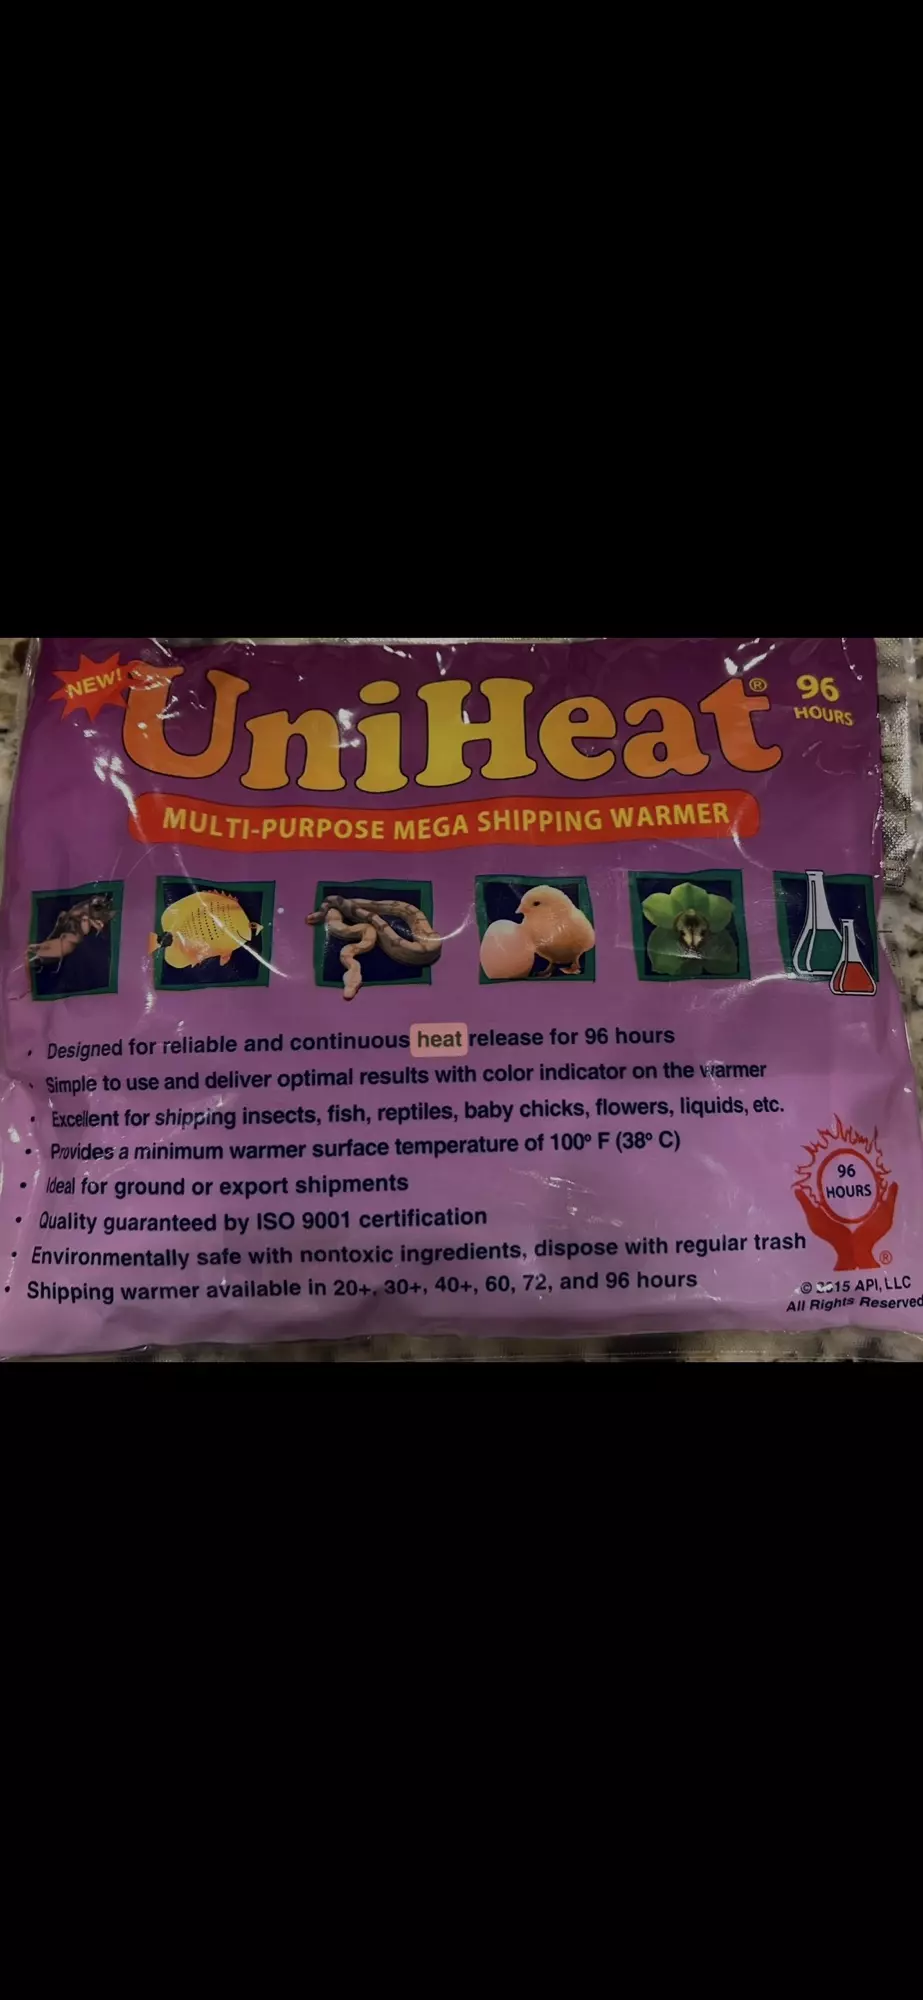 NEW!
UniHeat®
96
HOURS
MULTI-PURPOSE MEGA SHIPPING WARMER
• Designed for reliable and continuous heat release for 96 hours
• Simple to use and deliver optimal results with color indicator on the warmer
• Excellent for shipping insects, fish, reptiles, baby chicks, flowers, liquids, etc.
• Provides a minimum warmer surface temperature of 100º F (38º C)
• Ideal for ground or export shipments
• Quality guaranteed by ISO 9001 certification
• Environmentally safe with nontoxic ingredients, dispose with regular trash
• Shipping warmer available in 20+, 30+, 40+, 60, 72, and 96 hours
96
HOURS
®
© 2015 API, LLC
All Rights Reserved